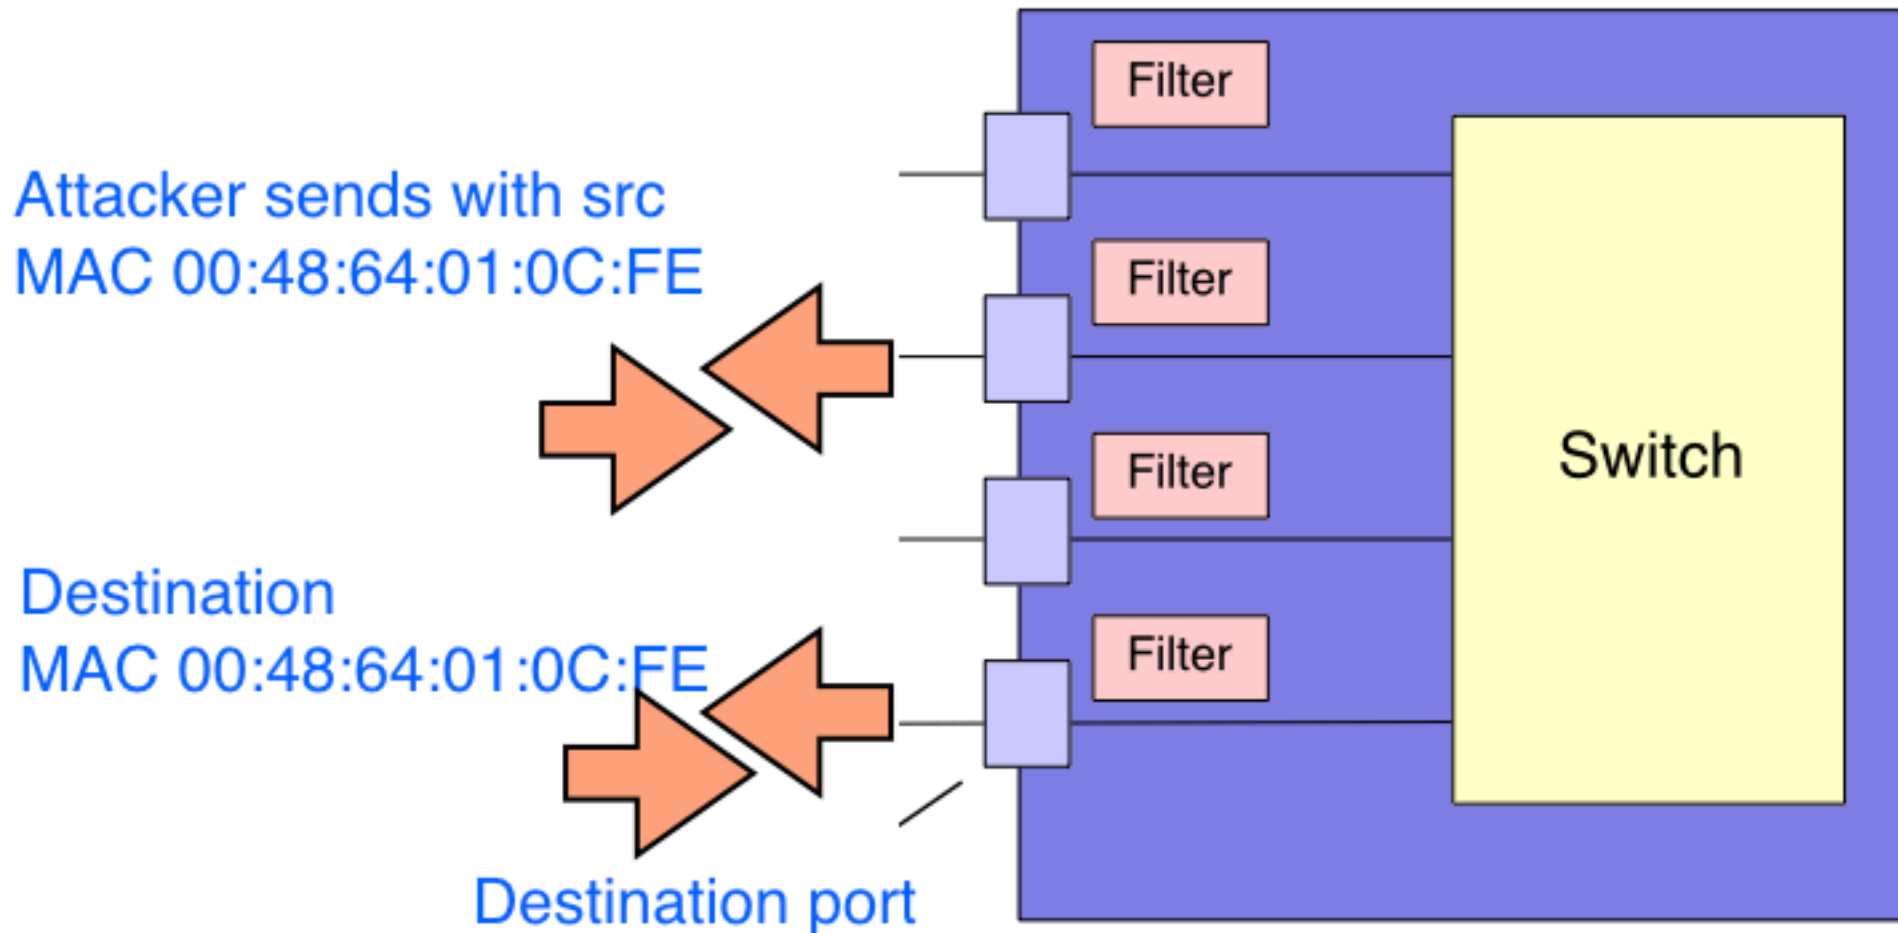 Filter
Attacker sends with src
MAC 00:48:64:01:0C:FE
Filter
Switch
Filter
Destination
MAC 00:48:64:01:0C:FE
Filter
Destination port